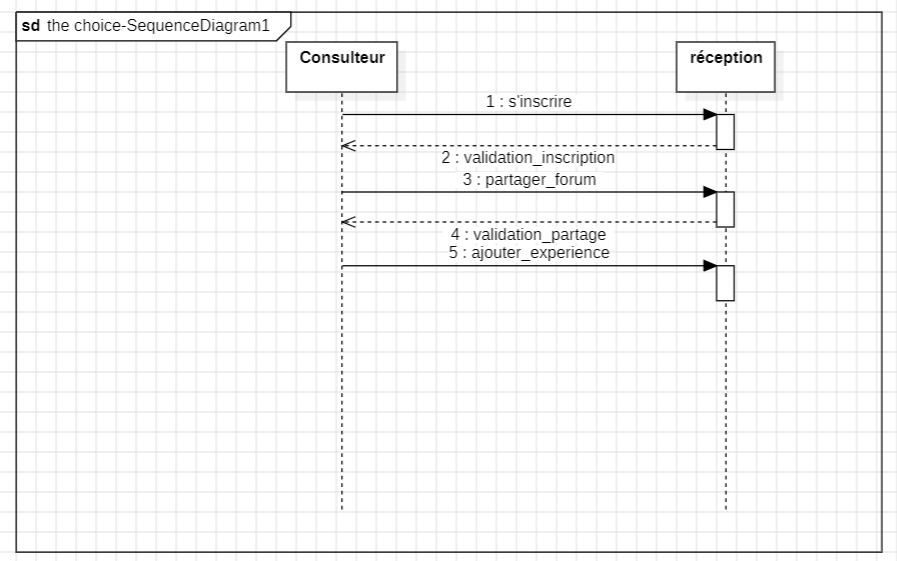 sd the choice-SequenceDiagram1
Consulteur
réception
1 : s'inscrire
2 : validation_inscription
3 : partager_forum
4 : validation_partage
5 : ajouter_experience